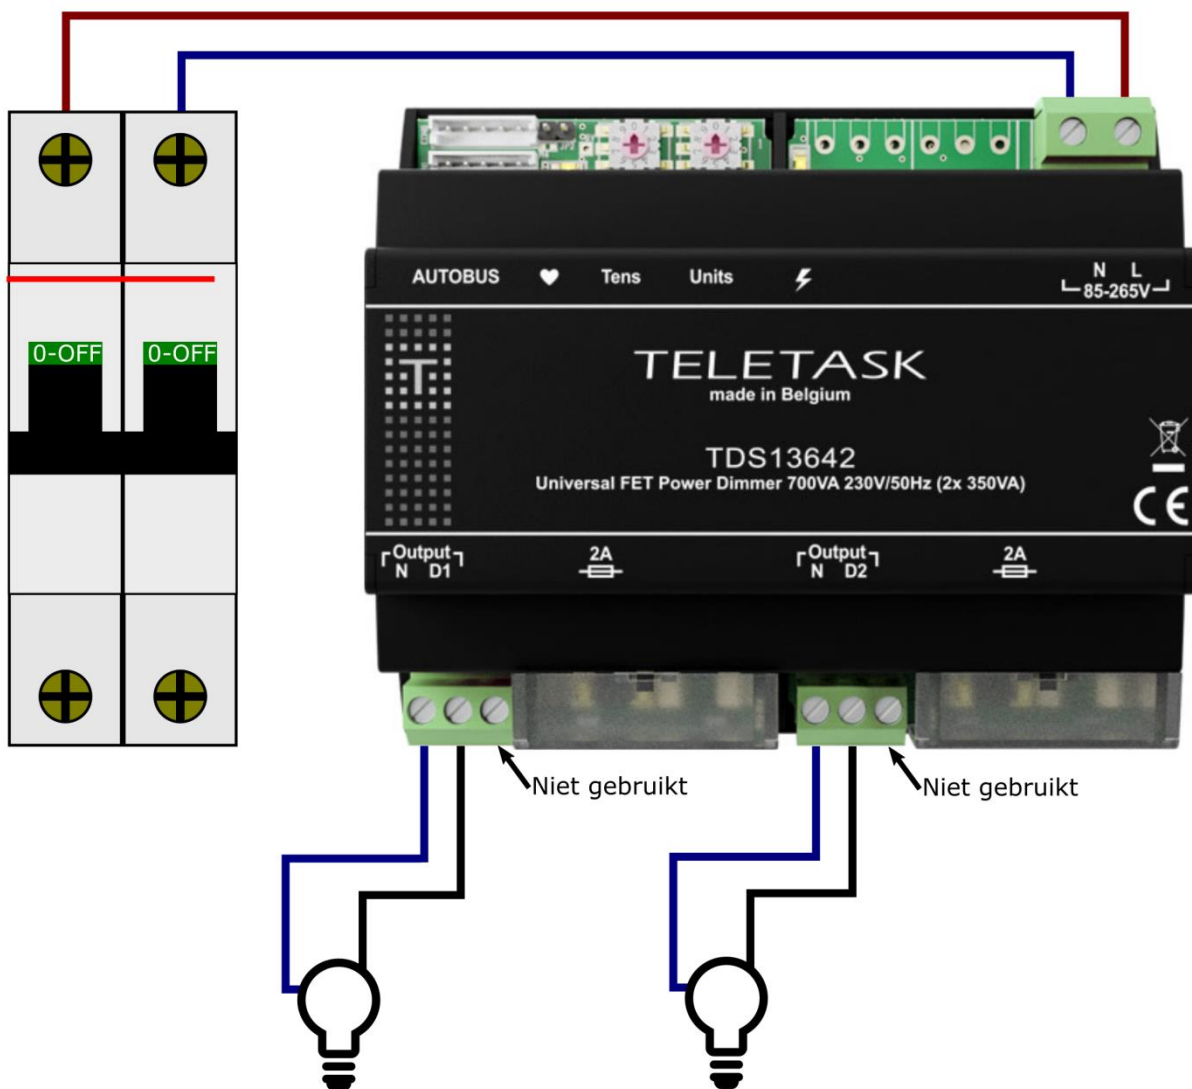 AUTOBUS ♥ Tens Units
N L
85-265V
0-OFF 0-OFF
T
TELETASK
made in Belgium
TDS13642
Universal FET Power Dimmer 700VA 230V/50Hz (2x 350VA)
CE
Output 2A Output 2A
N D1 N D2
Niet gebruikt
Niet gebruikt